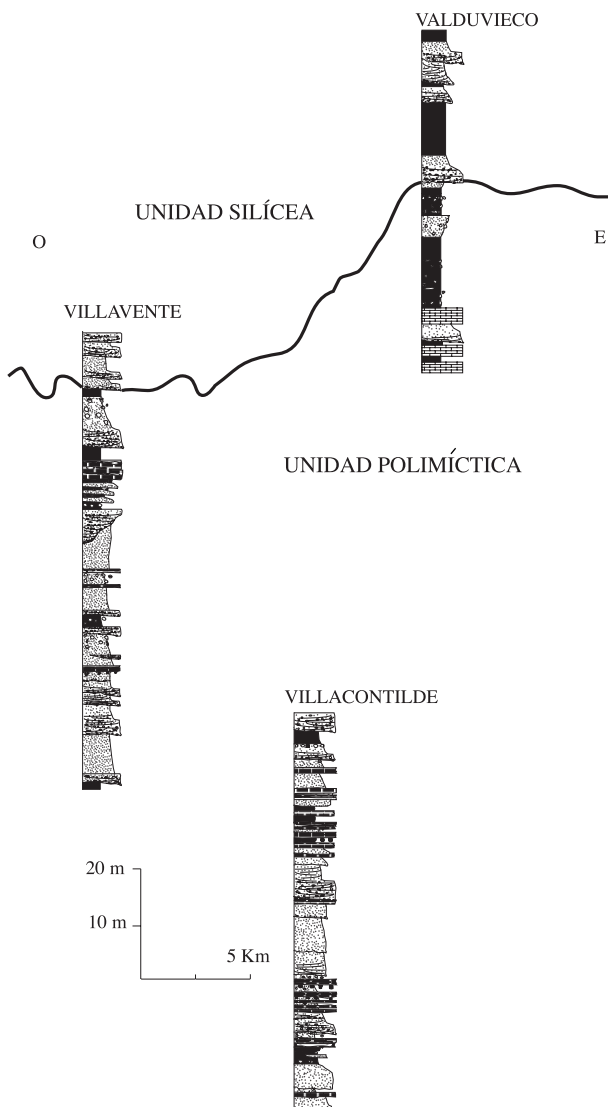 VALDUVIECO
UNIDAD SILÍCEA
O
E
VILLAVENTE
UNIDAD POLIMÍCTICA
VILLACONTILDE
20 m
10 m
5 Km